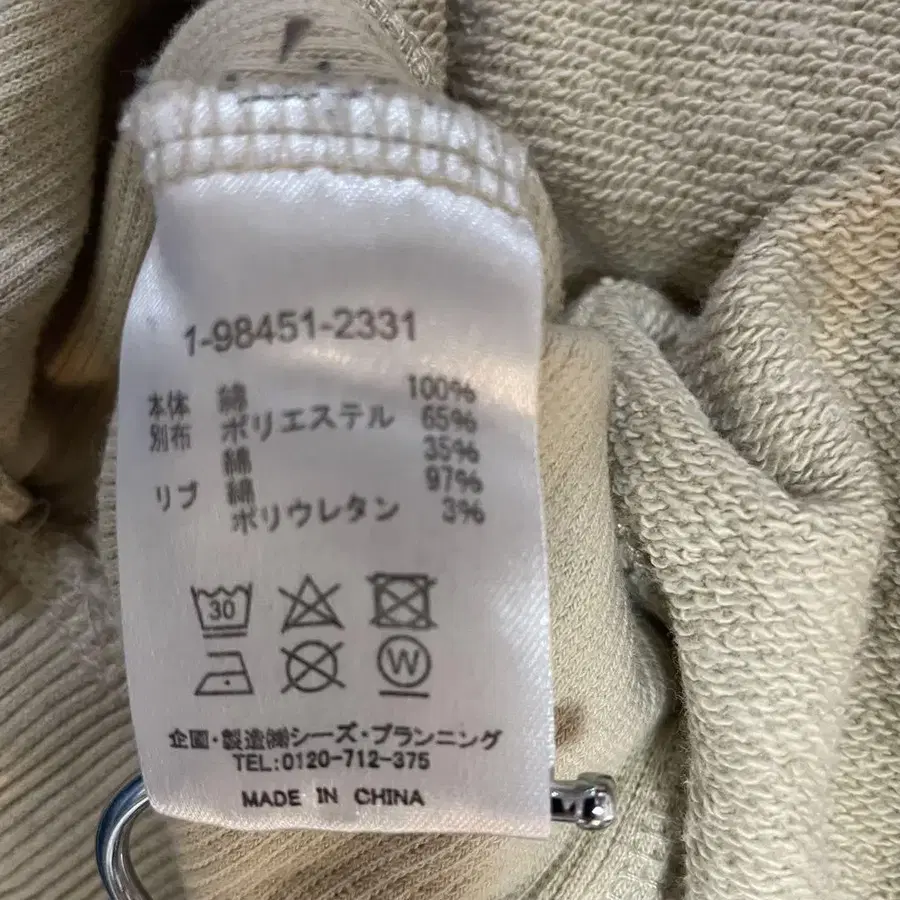 1-98451-2331
本体 綿 100%
別布 ポリエステル 65%
綿 35%
リブ 綿 97%
ポリウレタン 3%
30
W
企画・製造㈱シーズ・プランニング
TEL:0120-712-375
MADE IN CHINA